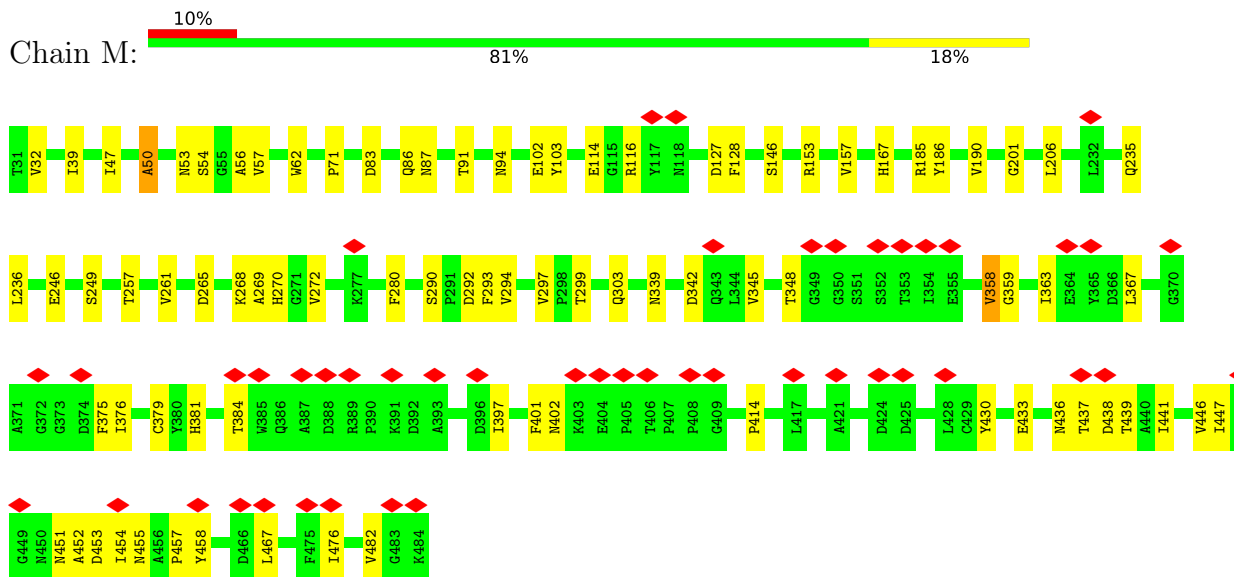 10%
Chain M:
81% 18%
T31 V32 I39 I47 A50 N53 S54 G55 A56 V57 W62 P71 D83 Q86 N87 T91 N94 E102 Y103 E114 G115 R116 Y117 N118 D127 F128 S146 R153 V157 H167 R185 Y186 V190 G201 L206 L232 Q235
L236 E246 S249 T257 V261 D265 K268 A269 H270 G271 V272 K277 F280 S290 P291 D292 F293 V294 V297 P298 T299 Q303 N339 D342 Q343 L344 V345 T348 G349 G350 S351 S352 T353 I354 E355 V358 G359 I363 E364 Y365 D366 L367 G370
A371 G372 G373 D374 F375 I376 C379 Y380 H381 T384 W385 Q386 A387 D388 R389 P390 K391 D392 A393 D396 I397 F401 N402 K403 E404 P405 T406 P407 P408 G409 P414 L417 A421 D424 D425 L428 C429 Y430 E433 N436 T437 D438 T439 A440 I441 V446 I447
G449 N450 N451 A452 D453 I454 N455 A456 P457 Y458 D466 L467 F475 I476 V482 G483 K484